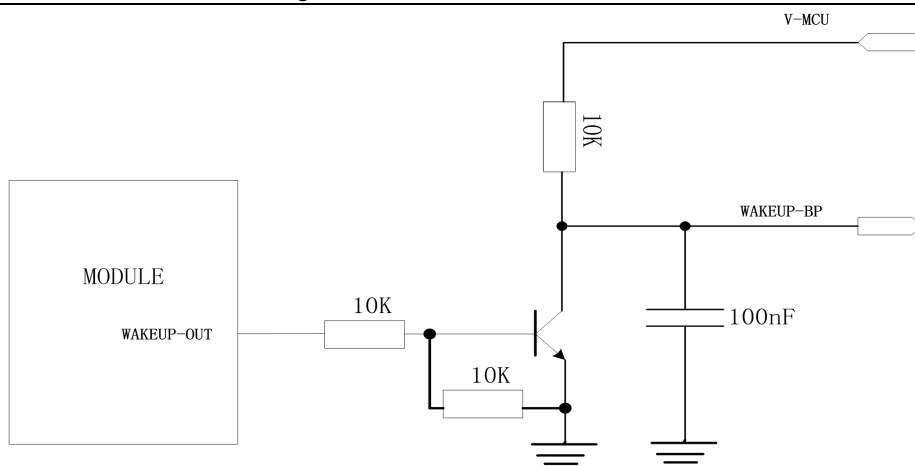 V-MCU
10K
WAKEUP-BP
MODULE
10K
100nF
WAKEUP-OUT
10K